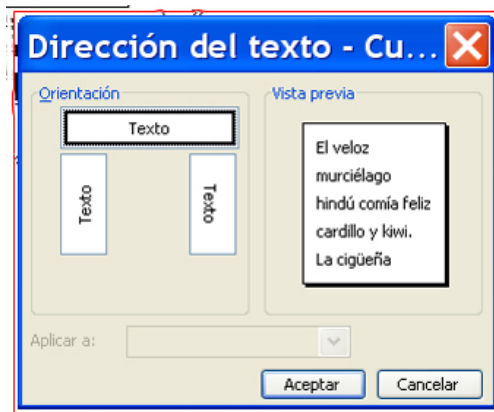 Dirección del texto - Cu...
Orientación
Vista previa
Texto
Texto
Texto
El veloz
murciélago
hindú comía feliz
cardillo y kiwi.
La cigüeña
Aplicar a:
Aceptar
Cancelar